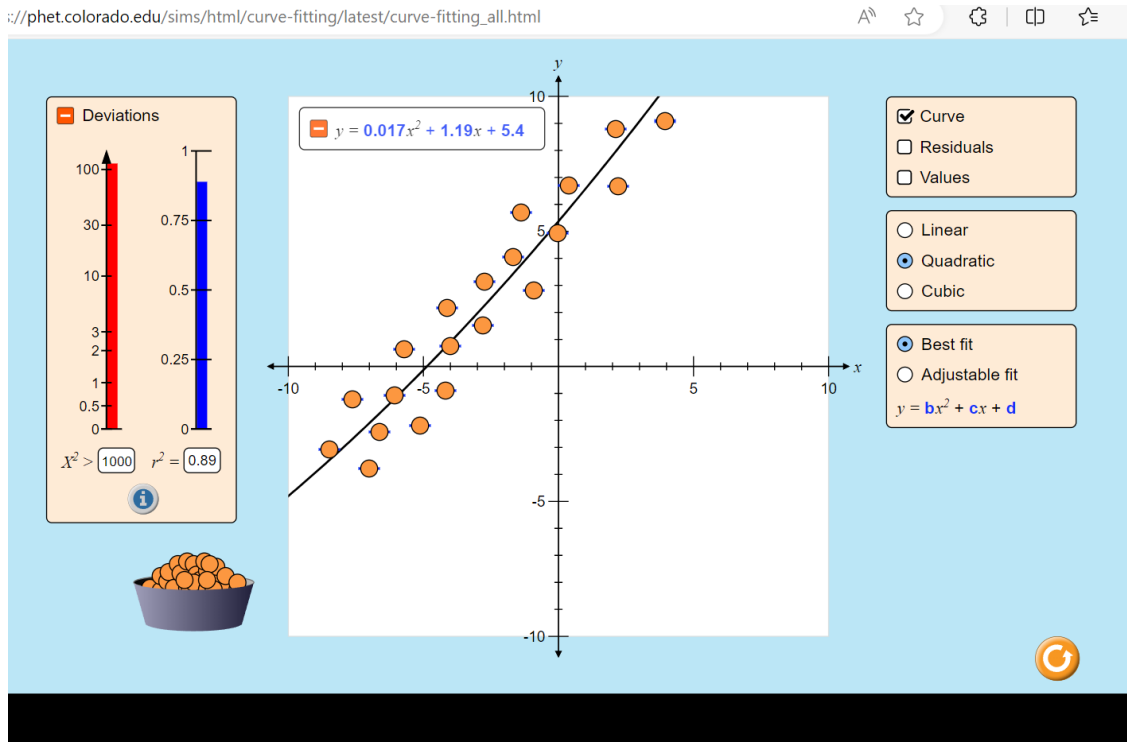 ://phet.colorado.edu/sims/html/curve-fitting/latest/curve-fitting_all.html
Deviations
100
30
10
3
2
1
0.5
0
1
0.75
0.5
0.25
0
X² > 1000
r² = 0.89
i
y = 0.017x² + 1.19x + 5.4
y
10
5
-5
-10
-10
-5
5
10
x
Curve
Residuals
Values
Linear
Quadratic
Cubic
Best fit
Adjustable fit
y = bx² + cx + d